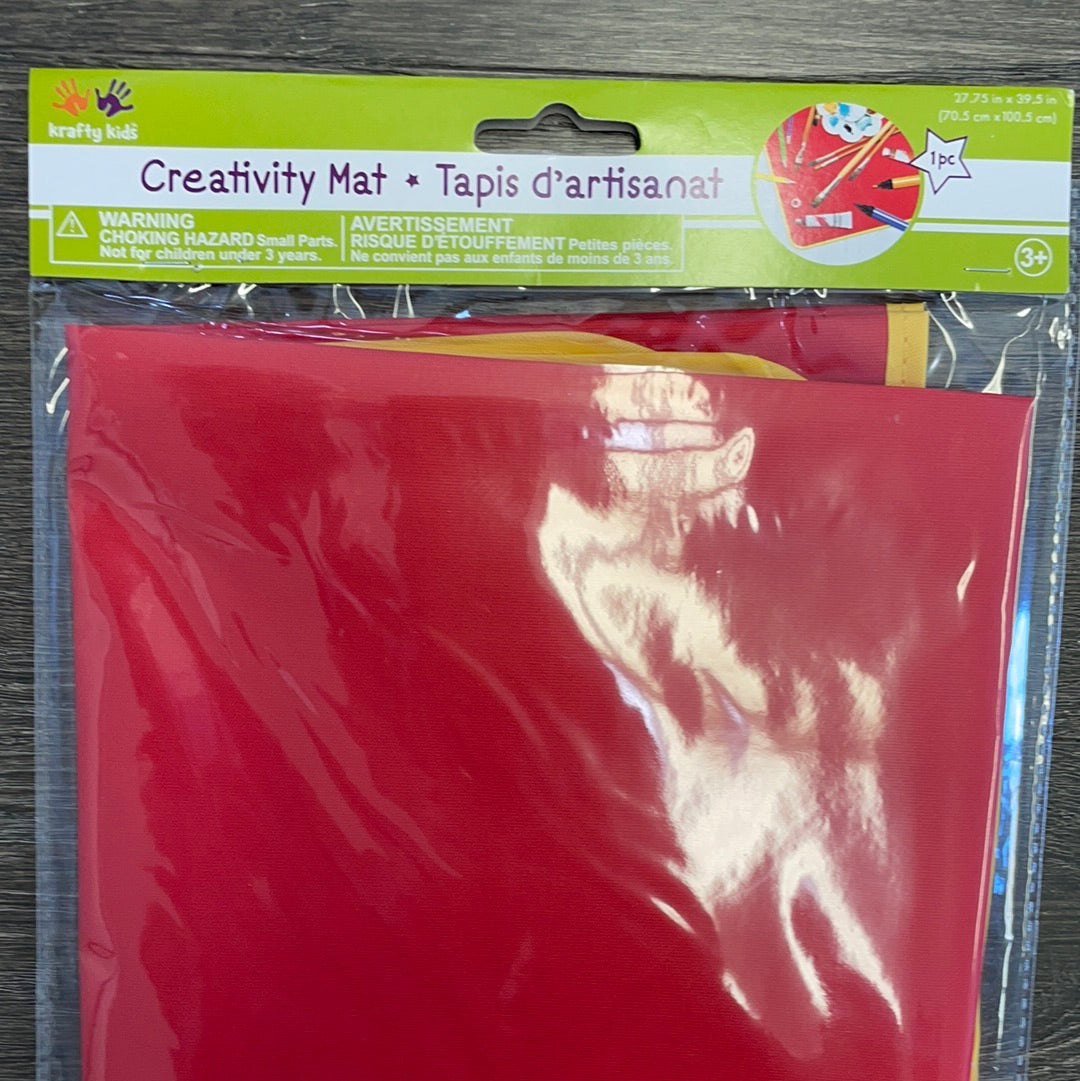 krafty kids™
27.75 in x 39.5 in
(70.5 cm x 100.5 cm)
1pc
Creativity Mat ★ Tapis d'artisanat
WARNING
CHOKING HAZARD Small Parts.
Not for children under 3 years.
AVERTISSEMENT
RISQUE D'ÉTOUFFEMENT Petites pièces.
Ne convient pas aux enfants de moins de 3 ans.
3+